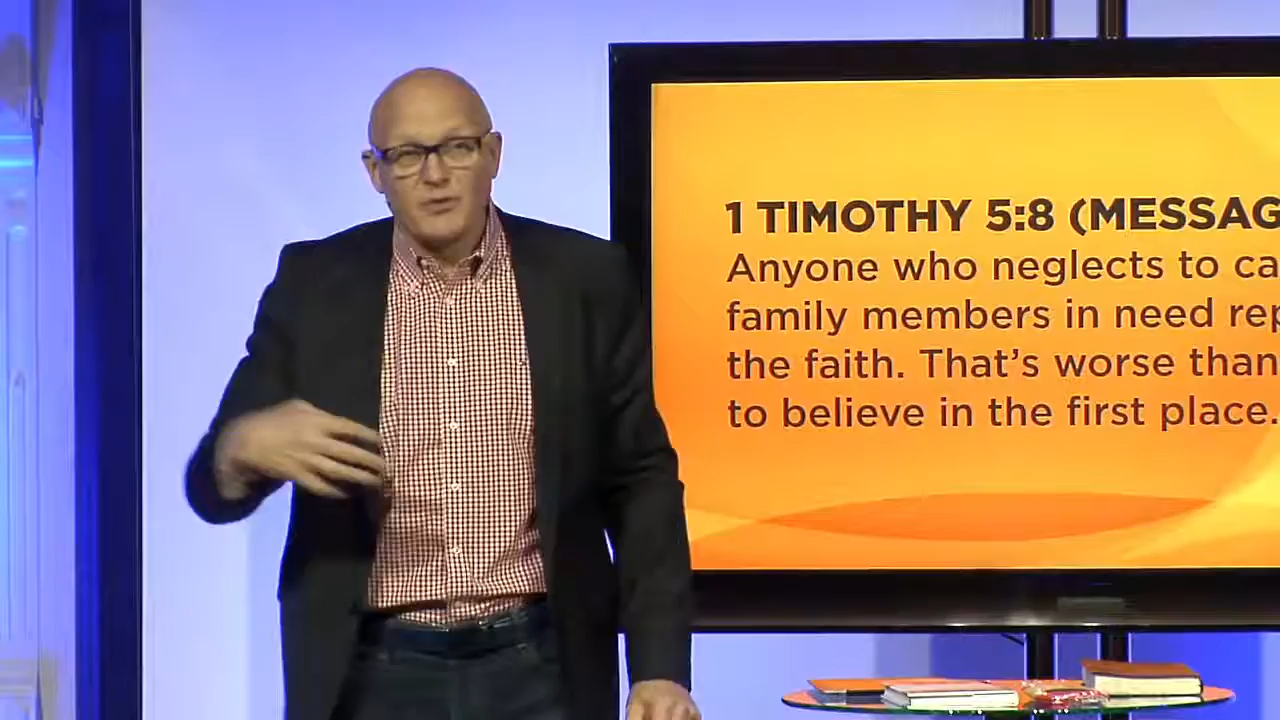 1 TIMOTHY 5:8 (MESSAG
Anyone who neglects to ca
family members in need rep
the faith. That's worse than
to believe in the first place.